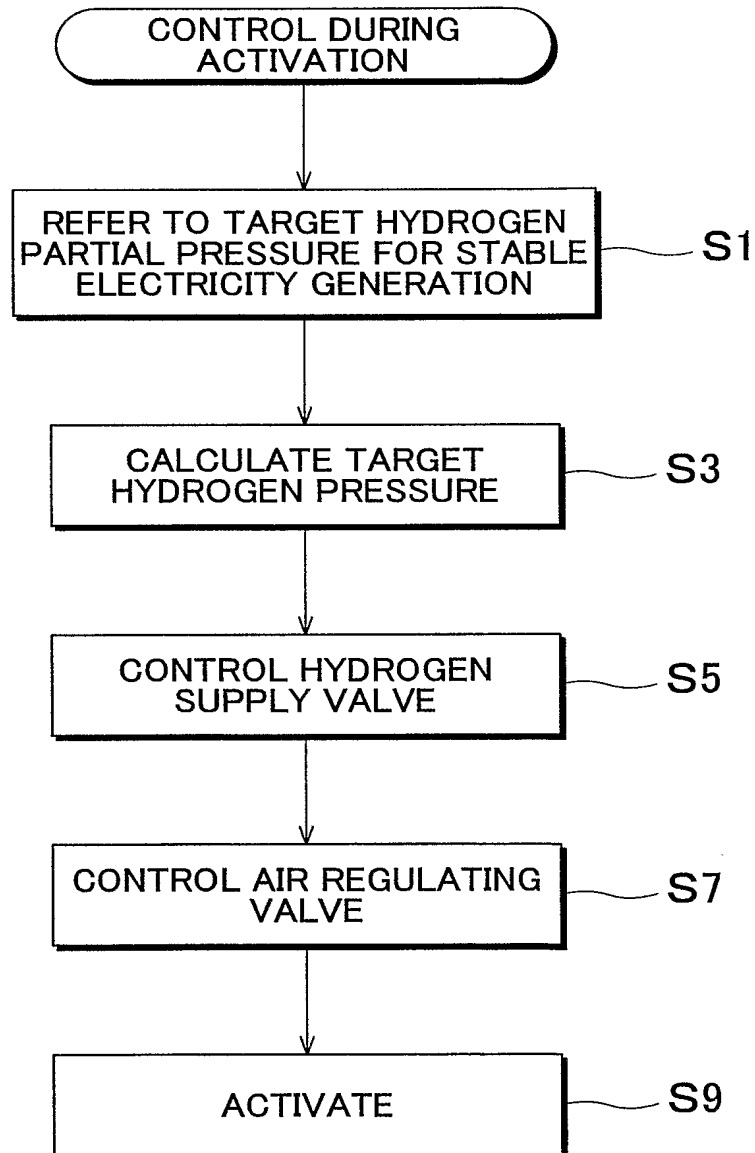 CONTROL DURING
ACTIVATION
REFER TO TARGET HYDROGEN
PARTIAL PRESSURE FOR STABLE
ELECTRICITY GENERATION
S1
CALCULATE TARGET
HYDROGEN PRESSURE
S3
CONTROL HYDROGEN
SUPPLY VALVE
S5
CONTROL AIR REGULATING
VALVE
S7
ACTIVATE
S9